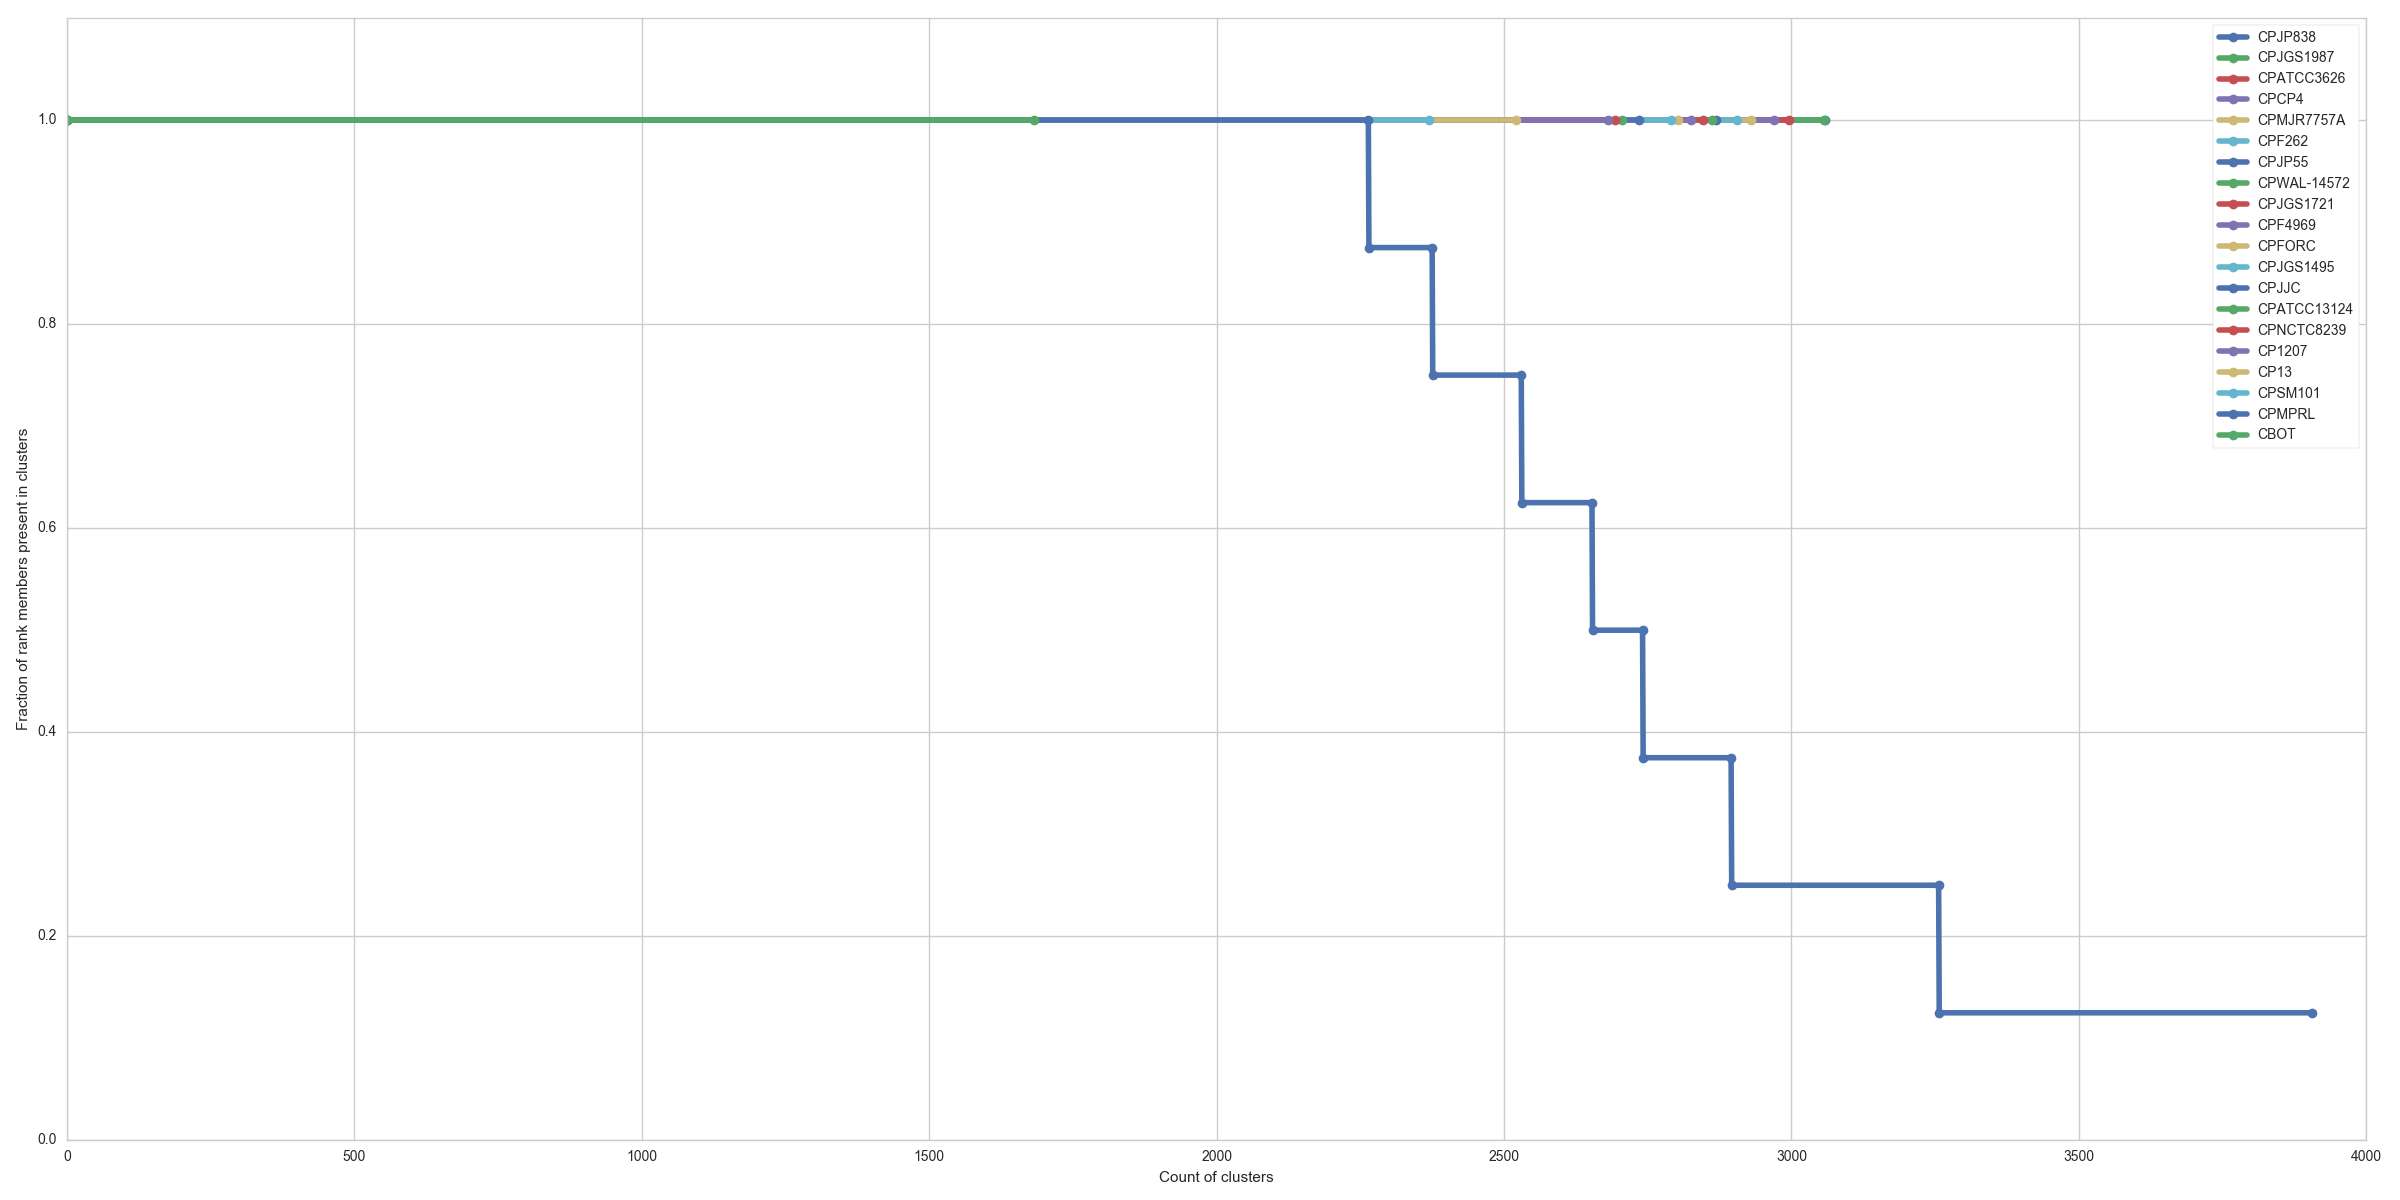 1.0
0.8
0.6
0.4
0.2
0.0
Fraction of rank members present in clusters
0 500 1000 1500 2000 2500 3000 3500 4000
Count of clusters
CPJP838
CPJGS1987
CPATCC3626
CPCP4
CPMJR7757A
CPF262
CPJP55
CPWAL-14572
CPJGS1721
CPF4969
CPFORC
CPJGS1495
CPJJC
CPATCC13124
CPNCTC8239
CP1207
CP13
CPSM101
CPMPRL
CBOT